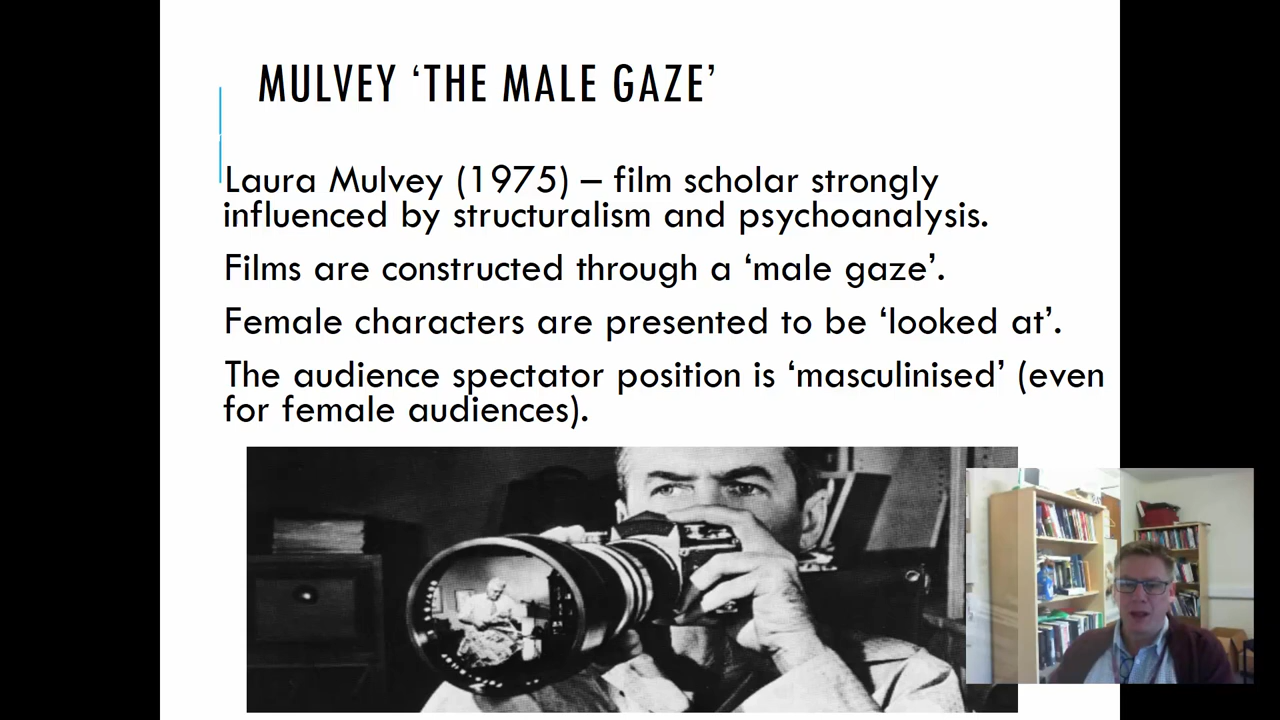 MULVEY ‘THE MALE GAZE’
Laura Mulvey (1975) – film scholar strongly
influenced by structuralism and psychoanalysis.
Films are constructed through a ‘male gaze’.
Female characters are presented to be ‘looked at’.
The audience spectator position is ‘masculinised’ (even
for female audiences).